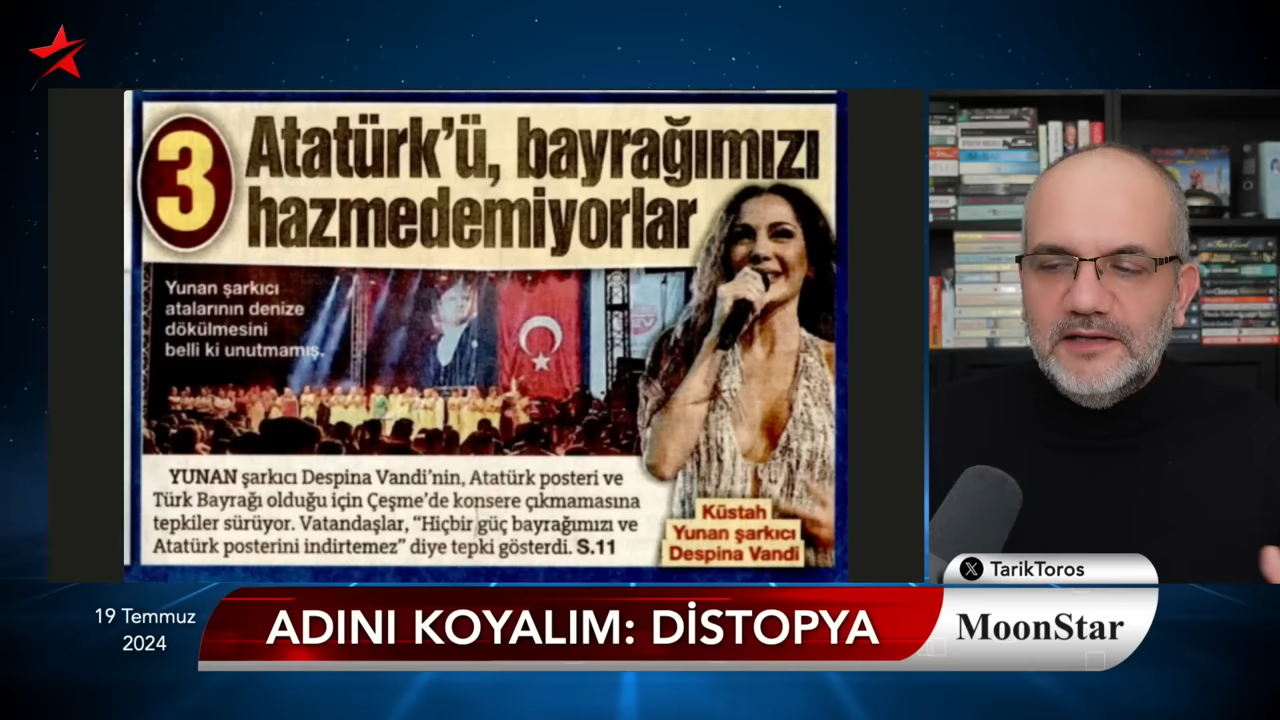 3
Atatürk'ü, bayrağımızı
hazmedemiyorlar
Yunan şarkıcı
atalarının denize
dökülmesini
belli ki unutmamış.
YUNAN şarkıcı Despina Vandi'nin, Atatürk posteri ve
Türk Bayrağı olduğu için Çeşme'de konsere çıkmamasına
tepkiler sürüyor. Vatandaşlar, "Hiçbir güç bayrağımızı ve
Atatürk posterini indirtemez" diye tepki gösterdi. S.11
Küstah
Yunan şarkıcı
Despina Vandi
X TarikToros
19 Temmuz
2024
ADINI KOYALIM: DİSTOPYA
MoonStar